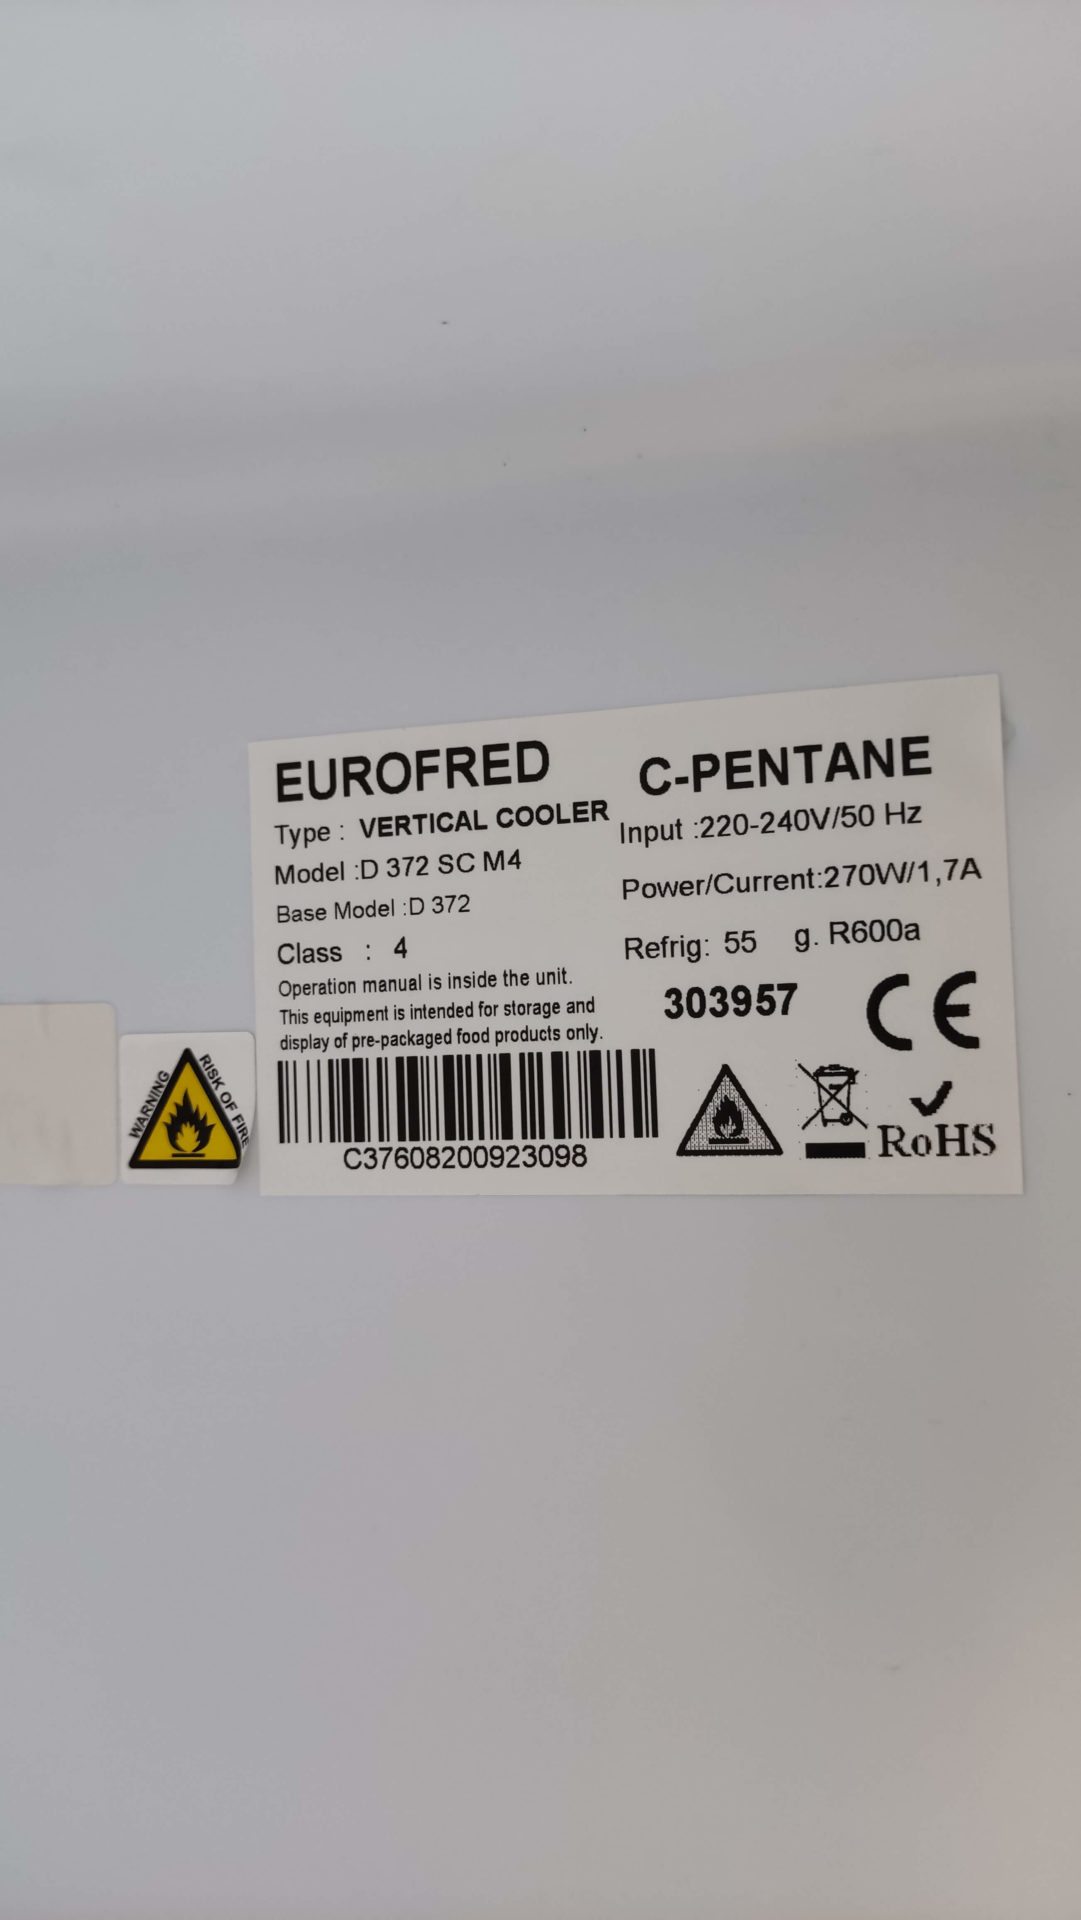 EUROFRED
Type : VERTICAL COOLER
Model :D 372 SC M4
Base Model :D 372
Class : 4
Operation manual is inside the unit.
This equipment is intended for storage and
display of pre-packaged food products only.
C37608200923098
C-PENTANE
Input :220-240V/50 Hz
Power/Current:270W/1,7A
Refrig: 55 g. R600a
303957
CE
RoHS
WARNING
RISK OF FIRE